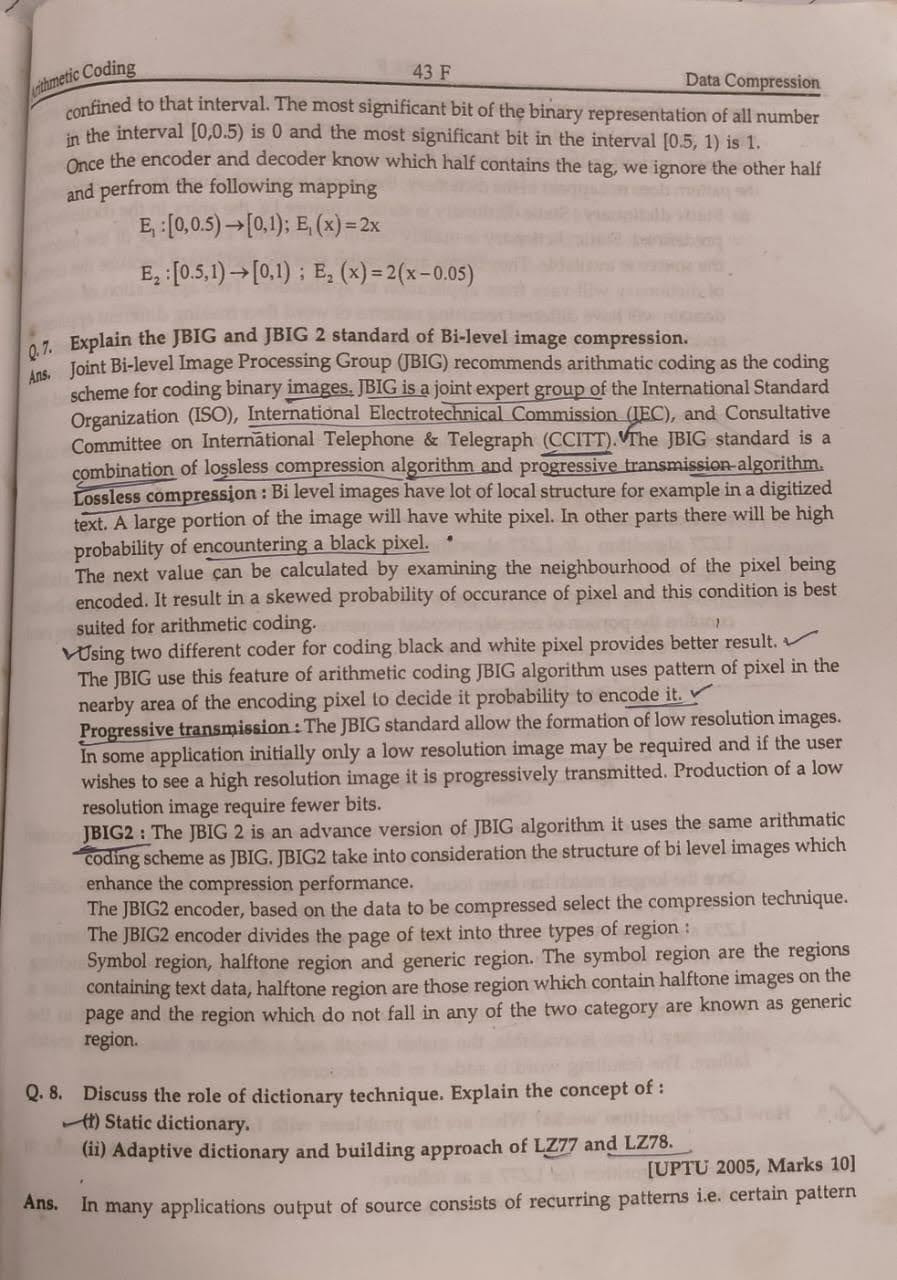 Arithmetic Coding
43 F
Data Compression
confined to that interval. The most significant bit of the binary representation of all number
in the interval [0,0.5) is 0 and the most significant bit in the interval [0.5, 1) is 1.
Once the encoder and decoder know which half contains the tag, we ignore the other half
and perfrom the following mapping
E₁ :[0,0.5)→[0,1); E₁ (x)=2x
E₂ :[0.5,1)→[0,1) ; E₂ (x)=2(x−0.05)
Q.7. Explain the JBIG and JBIG 2 standard of Bi-level image compression.
Ans. Joint Bi-level Image Processing Group (JBIG) recommends arithmatic coding as the coding
scheme for coding binary images. JBIG is a joint expert group of the International Standard
Organization (ISO), International Electrotechnical Commission (IEC), and Consultative
Committee on International Telephone & Telegraph (CCITT). The JBIG standard is a
combination of lossless compression algorithm and progressive transmission algorithm.
Lossless compression : Bi level images have lot of local structure for example in a digitized
text. A large portion of the image will have white pixel. In other parts there will be high
probability of encountering a black pixel.
The next value can be calculated by examining the neighbourhood of the pixel being
encoded. It result in a skewed probability of occurance of pixel and this condition is best
suited for arithmetic coding.
Using two different coder for coding black and white pixel provides better result.
The JBIG use this feature of arithmetic coding JBIG algorithm uses pattern of pixel in the
nearby area of the encoding pixel to decide it probability to encode it.
Progressive transmission : The JBIG standard allow the formation of low resolution images.
In some application initially only a low resolution image may be required and if the user
wishes to see a high resolution image it is progressively transmitted. Production of a low
resolution image require fewer bits.
JBIG2 : The JBIG 2 is an advance version of JBIG algorithm it uses the same arithmatic
coding scheme as JBIG. JBIG2 take into consideration the structure of bi level images which
enhance the compression performance.
The JBIG2 encoder, based on the data to be compressed select the compression technique.
The JBIG2 encoder divides the page of text into three types of region :
Symbol region, halftone region and generic region. The symbol region are the regions
containing text data, halftone region are those region which contain halftone images on the
page and the region which do not fall in any of the two category are known as generic
region.
Q. 8. Discuss the role of dictionary technique. Explain the concept of :
(i) Static dictionary.
(ii) Adaptive dictionary and building approach of LZ77 and LZ78.
[UPTU 2005, Marks 10]
Ans. In many applications output of source consists of recurring patterns i.e. certain pattern